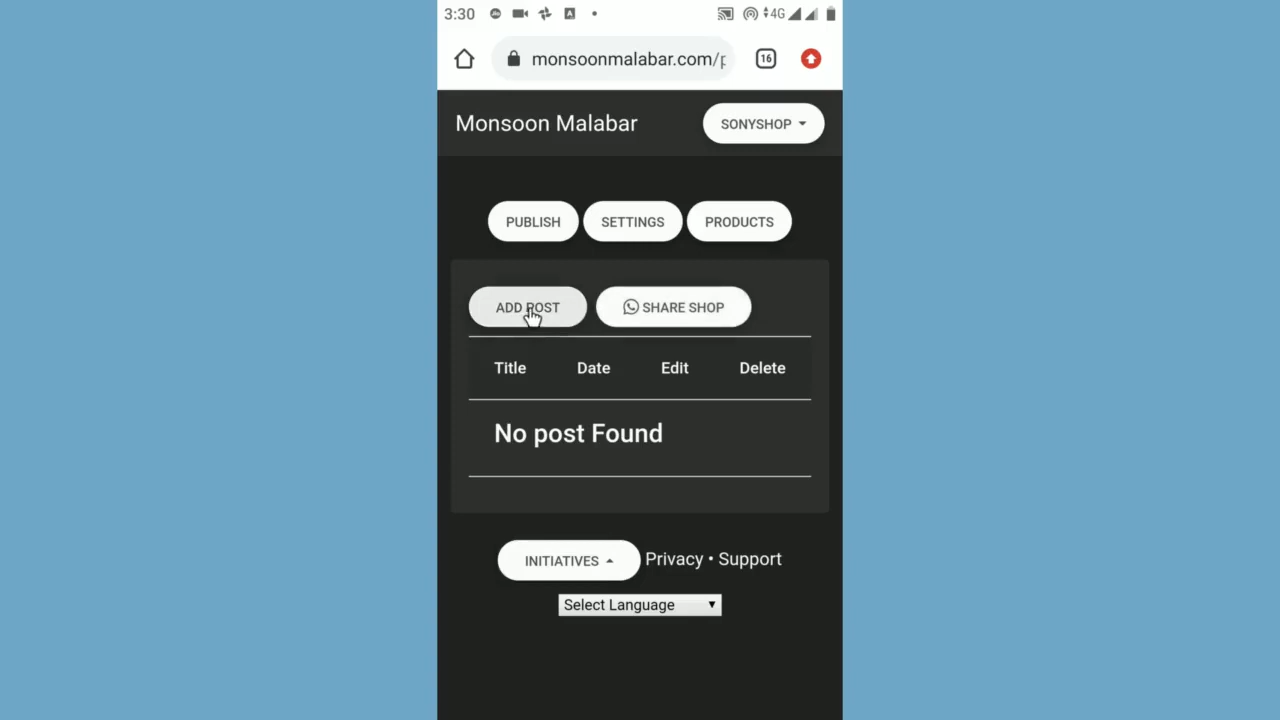 3:30 4G
monsoonmalabar.com/p 16
Monsoon Malabar SONYSHOP
PUBLISH SETTINGS PRODUCTS
ADD POST SHARE SHOP
Title Date Edit Delete
No post Found
INITIATIVES Privacy • Support
Select Language